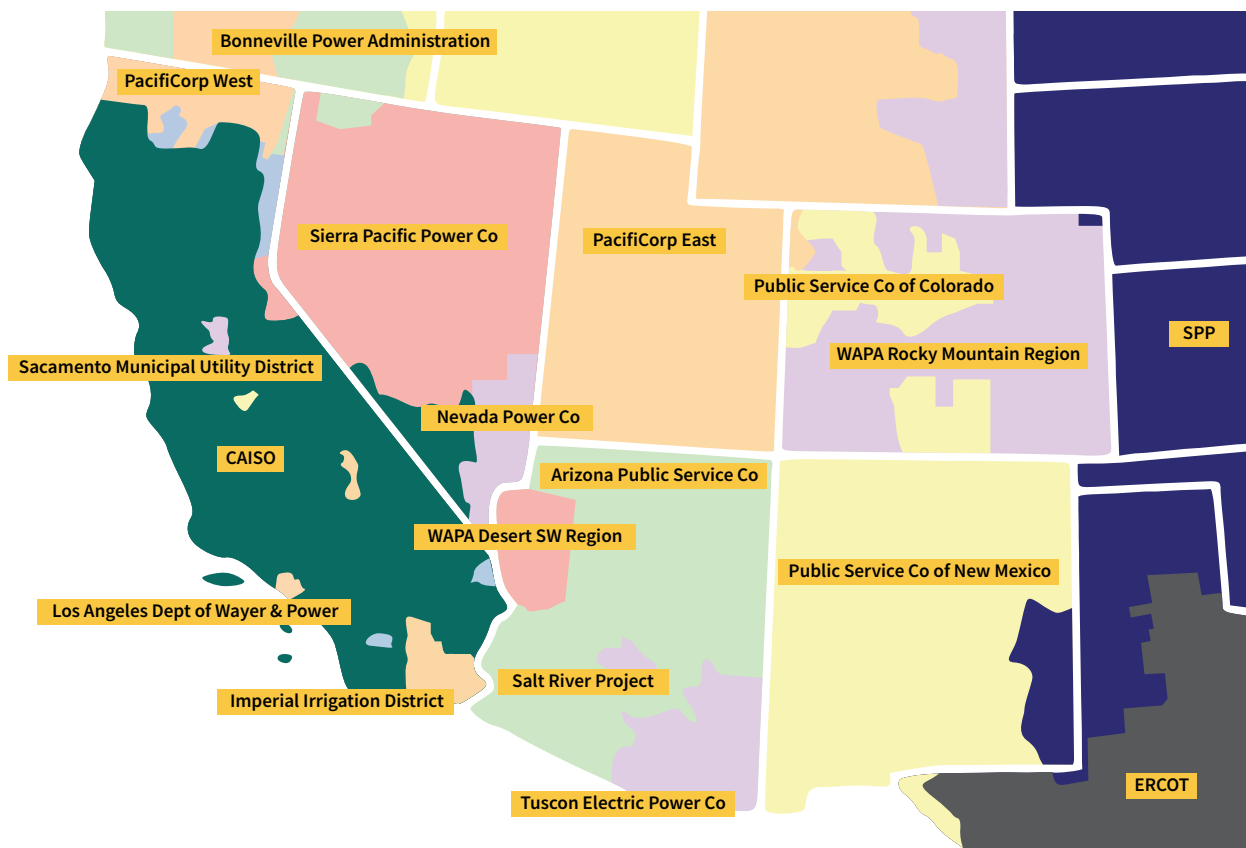 Bonneville Power Administration
PacifiCorp West
Sierra Pacific Power Co
PacifiCorp East
Public Service Co of Colorado
SPP
WAPA Rocky Mountain Region
Sacamento Municipal Utility District
Nevada Power Co
CAISO
Arizona Public Service Co
WAPA Desert SW Region
Public Service Co of New Mexico
Los Angeles Dept of Wayer & Power
Salt River Project
Imperial Irrigation District
ERCOT
Tuscon Electric Power Co